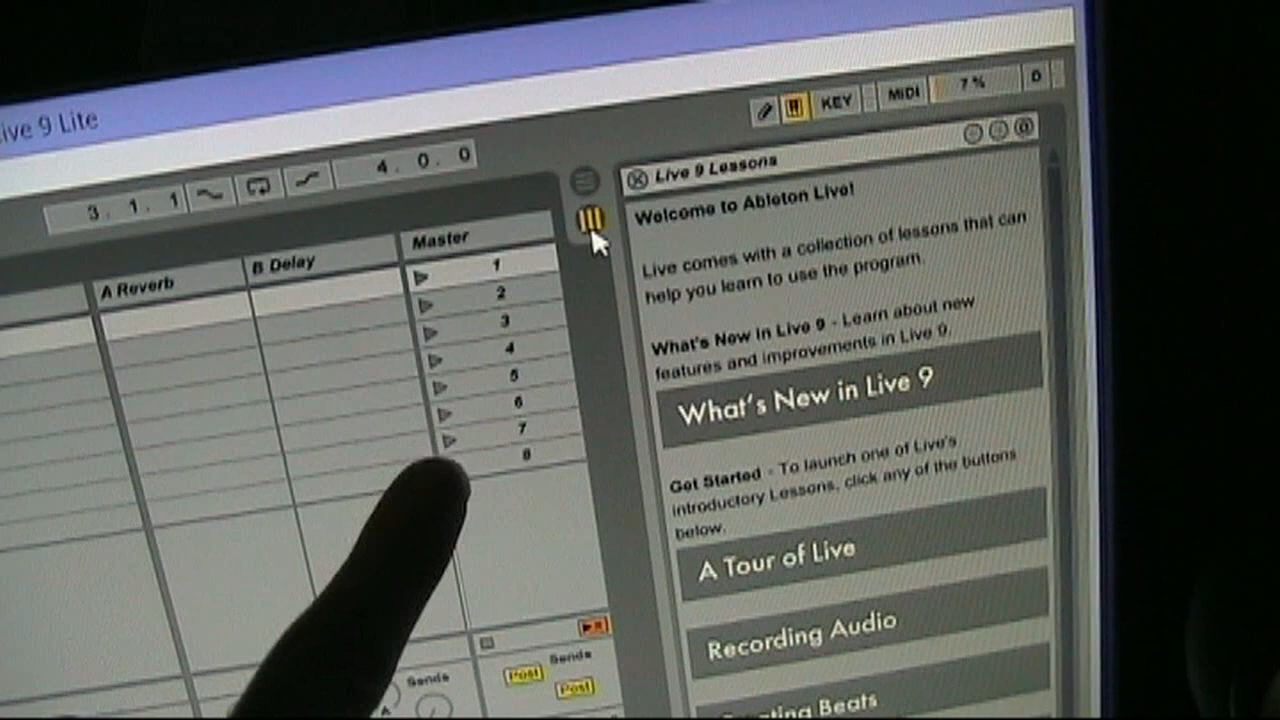 ive 9 Lite
KEY MIDI 7 % D
3. 1. 1 4. 0. 0
A Reverb B Delay Master
1
2
3
4
5
6
7
8
Sends
Post Sends
Post
A
Live 9 Lessons
Welcome to Ableton Live!
Live comes with a collection of lessons that can
help you learn to use the program.
What's New in Live 9 - Learn about new
features and improvements in Live 9.
What's New in Live 9
Get Started - To launch one of Live's
introductory Lessons, click any of the buttons
below.
A Tour of Live
Recording Audio
ating Beats